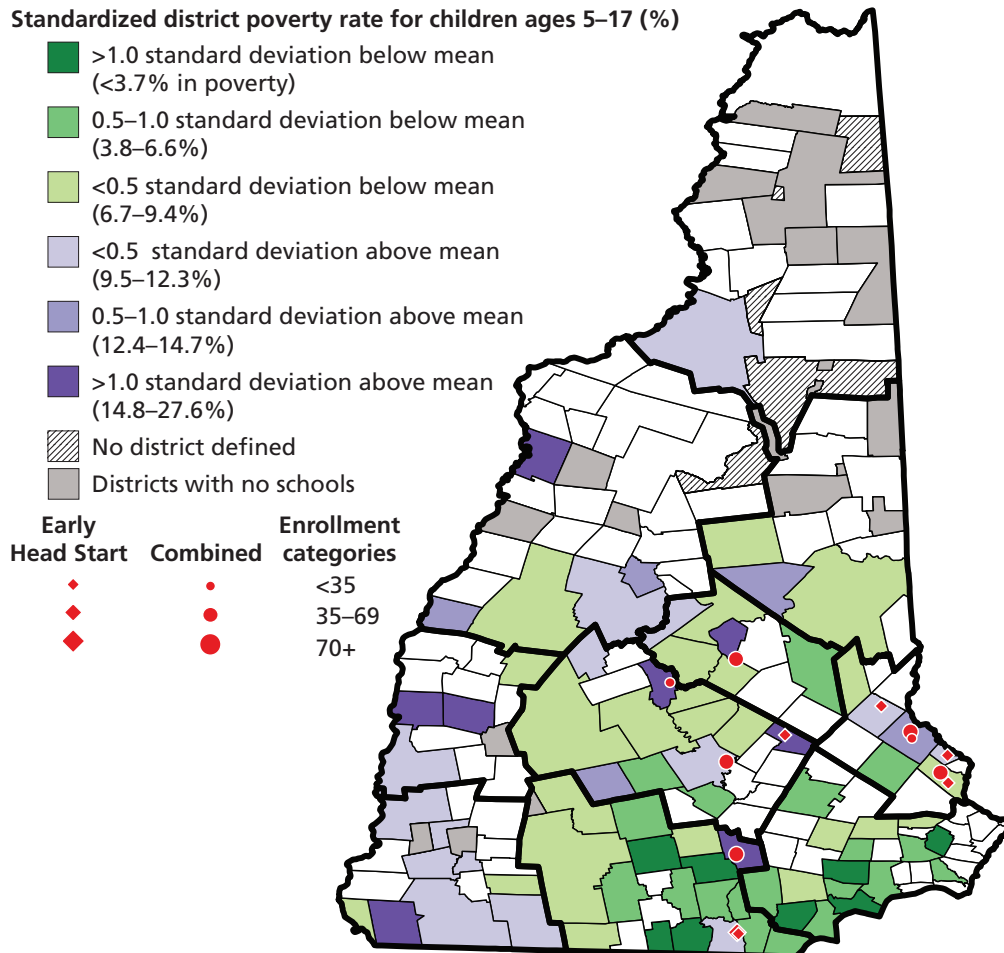 Standardized district poverty rate for children ages 5–17 (%)
>1.0 standard deviation below mean
(<3.7% in poverty)
0.5–1.0 standard deviation below mean
(3.8–6.6%)
<0.5 standard deviation below mean
(6.7–9.4%)
<0.5 standard deviation above mean
(9.5–12.3%)
0.5–1.0 standard deviation above mean
(12.4–14.7%)
>1.0 standard deviation above mean
(14.8–27.6%)
No district defined
Districts with no schools
Early Enrollment
Head Start Combined categories
<35
35–69
70+